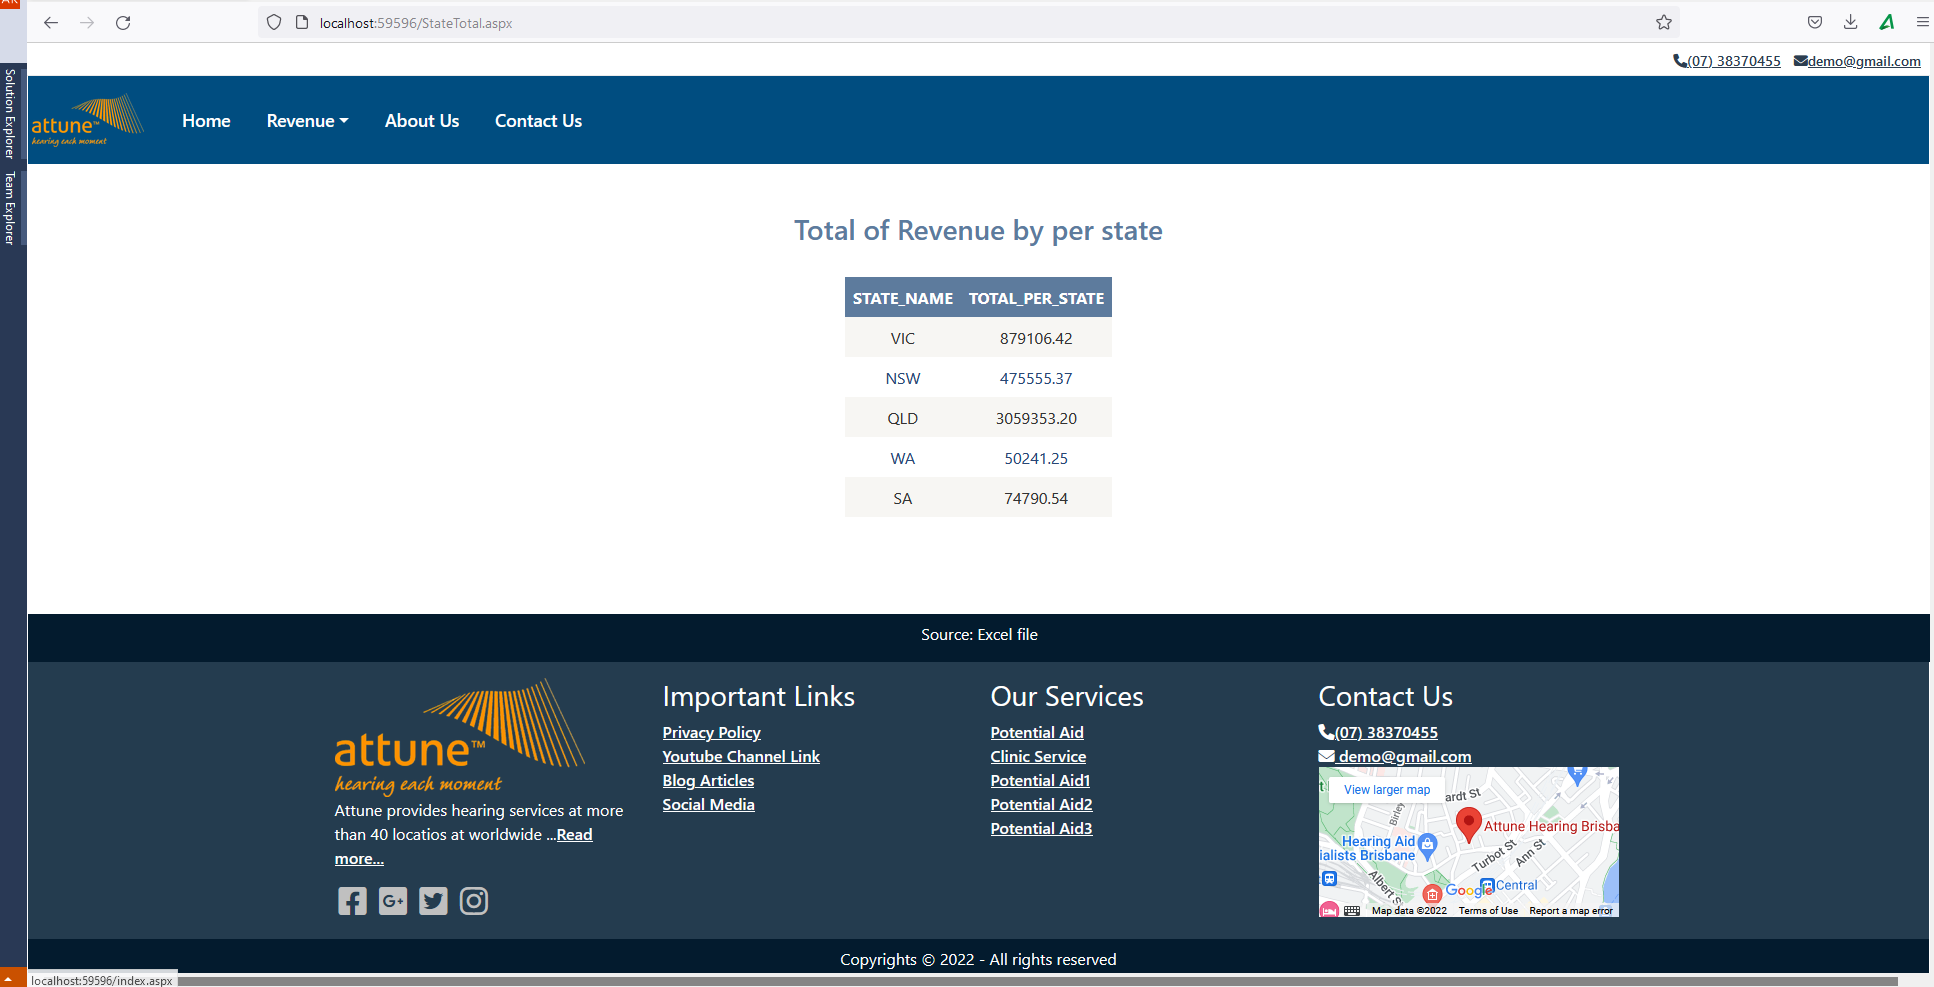 localhost:59596/StateTotal.aspx
(07) 38370455 demo@gmail.com
Solution Explorer
Team Explorer
attune™
hearing each moment
Home Revenue About Us Contact Us
Total of Revenue by per state
STATE_NAME TOTAL_PER_STATE
VIC 879106.42
NSW 475555.37
QLD 3059353.20
WA 50241.25
SA 74790.54
Source: Excel file
attune™
hearing each moment
Attune provides hearing services at more
than 40 locatios at worldwide ...Read
more...
Important Links
Privacy Policy
Youtube Channel Link
Blog Articles
Social Media
Our Services
Potential Aid
Clinic Service
Potential Aid1
Potential Aid2
Potential Aid3
Contact Us
(07) 38370455
demo@gmail.com
View larger map
ardt St
Birley
Attune Hearing Brisba
Hearing Aid
ialists Brisbane
Turbot St
Ann St
Albert St
Central
Google
Map data ©2022 Terms of Use Report a map error
Copyrights © 2022 - All rights reserved
localhost:59596/index.aspx